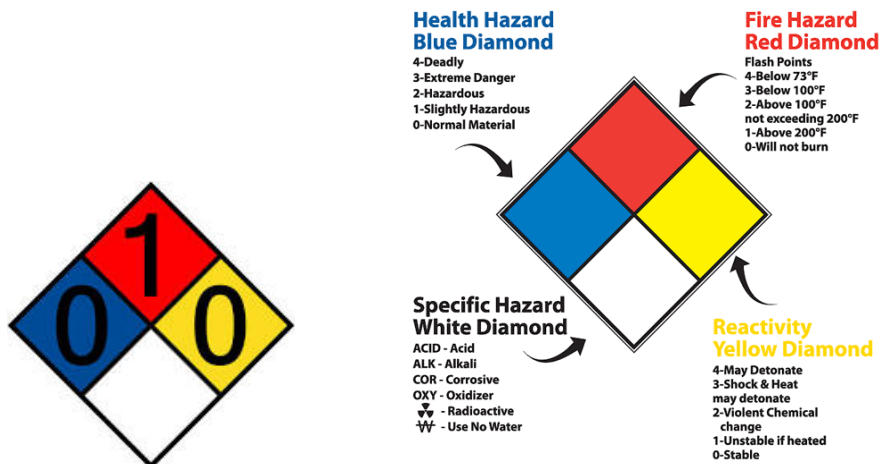 Health Hazard
Blue Diamond
4-Deadly
3-Extreme Danger
2-Hazardous
1-Slightly Hazardous
0-Normal Material
Fire Hazard
Red Diamond
Flash Points
4-Below 73°F
3-Below 100°F
2-Above 100°F
not exceeding 200°F
1-Above 200°F
0-Will not burn
1
0 0
Specific Hazard
White Diamond
ACID - Acid
ALK - Alkali
COR - Corrosive
OXY - Oxidizer
☢ - Radioactive
W - Use No Water
Reactivity
Yellow Diamond
4-May Detonate
3-Shock & Heat
may detonate
2-Violent Chemical
change
1-Unstable if heated
0-Stable